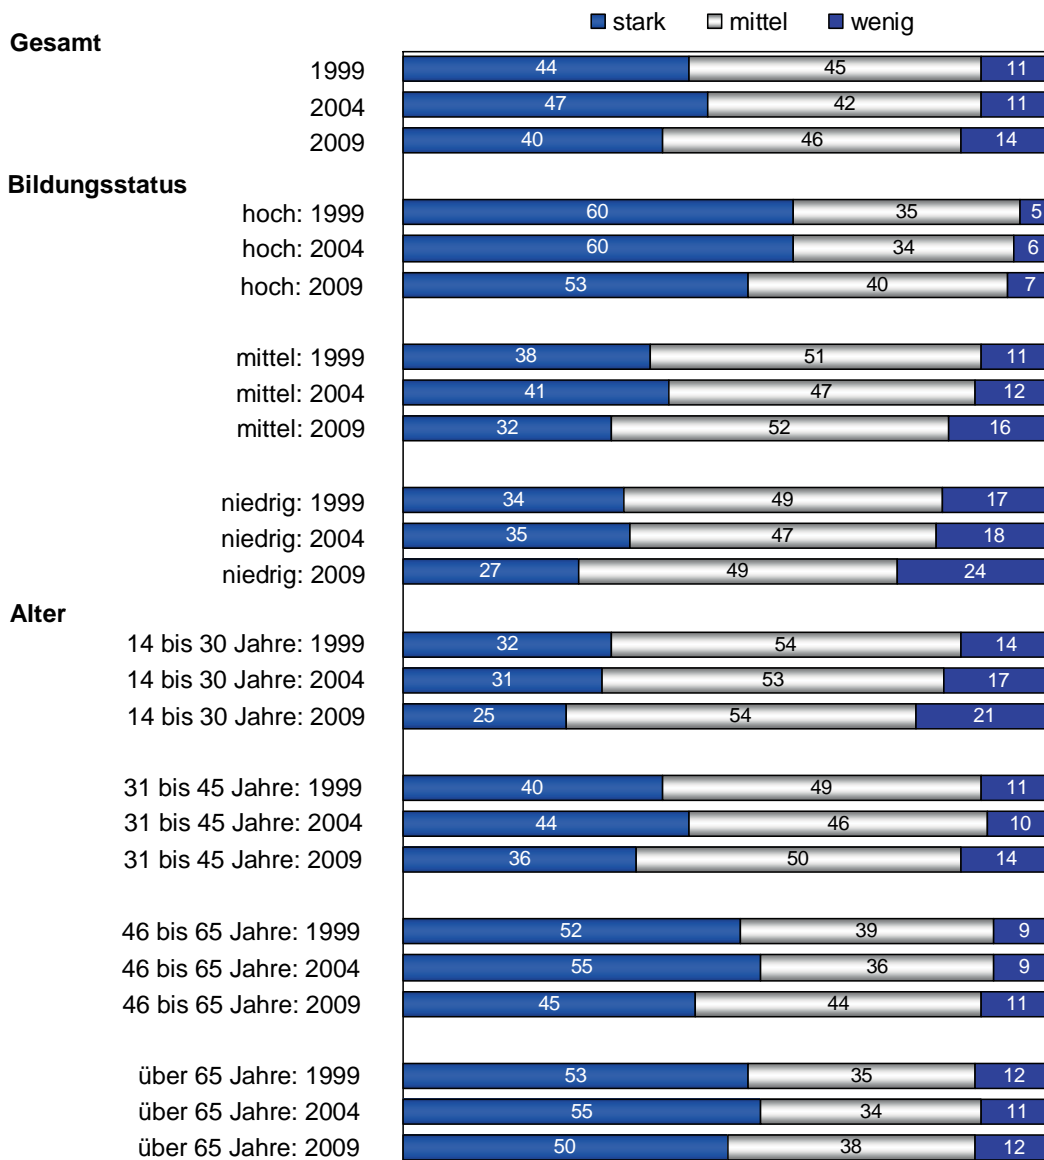 stark mittel wenig
Gesamt
1999 44 45 11
2004 47 42 11
2009 40 46 14
Bildungsstatus
hoch: 1999 60 35 5
hoch: 2004 60 34 6
hoch: 2009 53 40 7
mittel: 1999 38 51 11
mittel: 2004 41 47 12
mittel: 2009 32 52 16
niedrig: 1999 34 49 17
niedrig: 2004 35 47 18
niedrig: 2009 27 49 24
Alter
14 bis 30 Jahre: 1999 32 54 14
14 bis 30 Jahre: 2004 31 53 17
14 bis 30 Jahre: 2009 25 54 21
31 bis 45 Jahre: 1999 40 49 11
31 bis 45 Jahre: 2004 44 46 10
31 bis 45 Jahre: 2009 36 50 14
46 bis 65 Jahre: 1999 52 39 9
46 bis 65 Jahre: 2004 55 36 9
46 bis 65 Jahre: 2009 45 44 11
über 65 Jahre: 1999 53 35 12
über 65 Jahre: 2004 55 34 11
über 65 Jahre: 2009 50 38 12